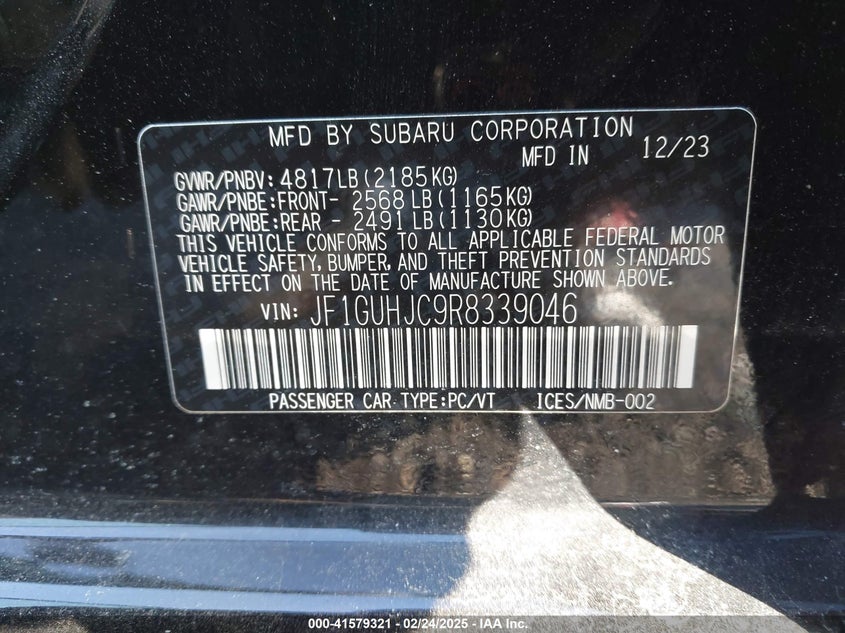 MFD BY SUBARU CORPORATION
MFD IN 12/23
GVWR/PNBV: 4817LB(2185KG)
GAWR/PNBE:FRONT- 2568LB(1165KG)
GAWR/PNBE:REAR - 2491LB(1130KG)
THIS VEHICLE CONFORMS TO ALL APPLICABLE FEDERAL MOTOR
VEHICLE SAFETY, BUMPER, AND THEFT PREVENTION STANDARDS
IN EFFECT ON THE DATE OF MANUFACTURE SHOWN ABOVE.
VIN: JF1GUHJC9R8339046
PASSENGER CAR TYPE:PC/VT ICES/NMB-002
000-41579321 - 02/24/2025 - IAA Inc.